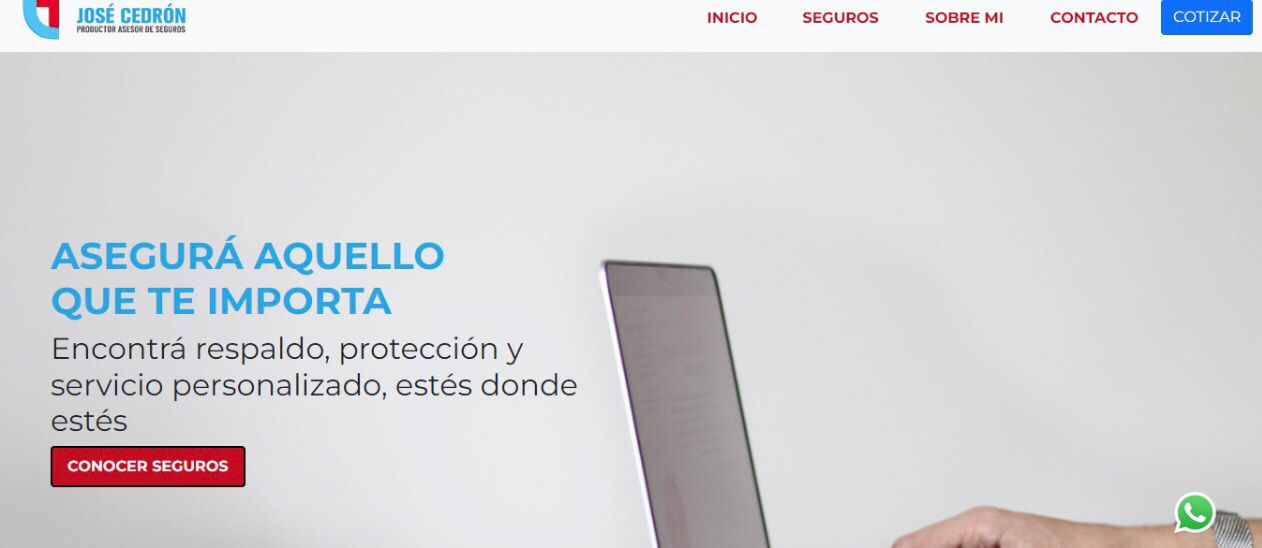 JOSÉ CEDRÓN
PRODUCTOR ASESOR DE SEGUROS
INICIO
SEGUROS
SOBRE MI
CONTACTO
COTIZAR
ASEGURÁ AQUELLO
QUE TE IMPORTA
Encontrá respaldo, protección y
servicio personalizado, estés donde
estés
CONOCER SEGUROS